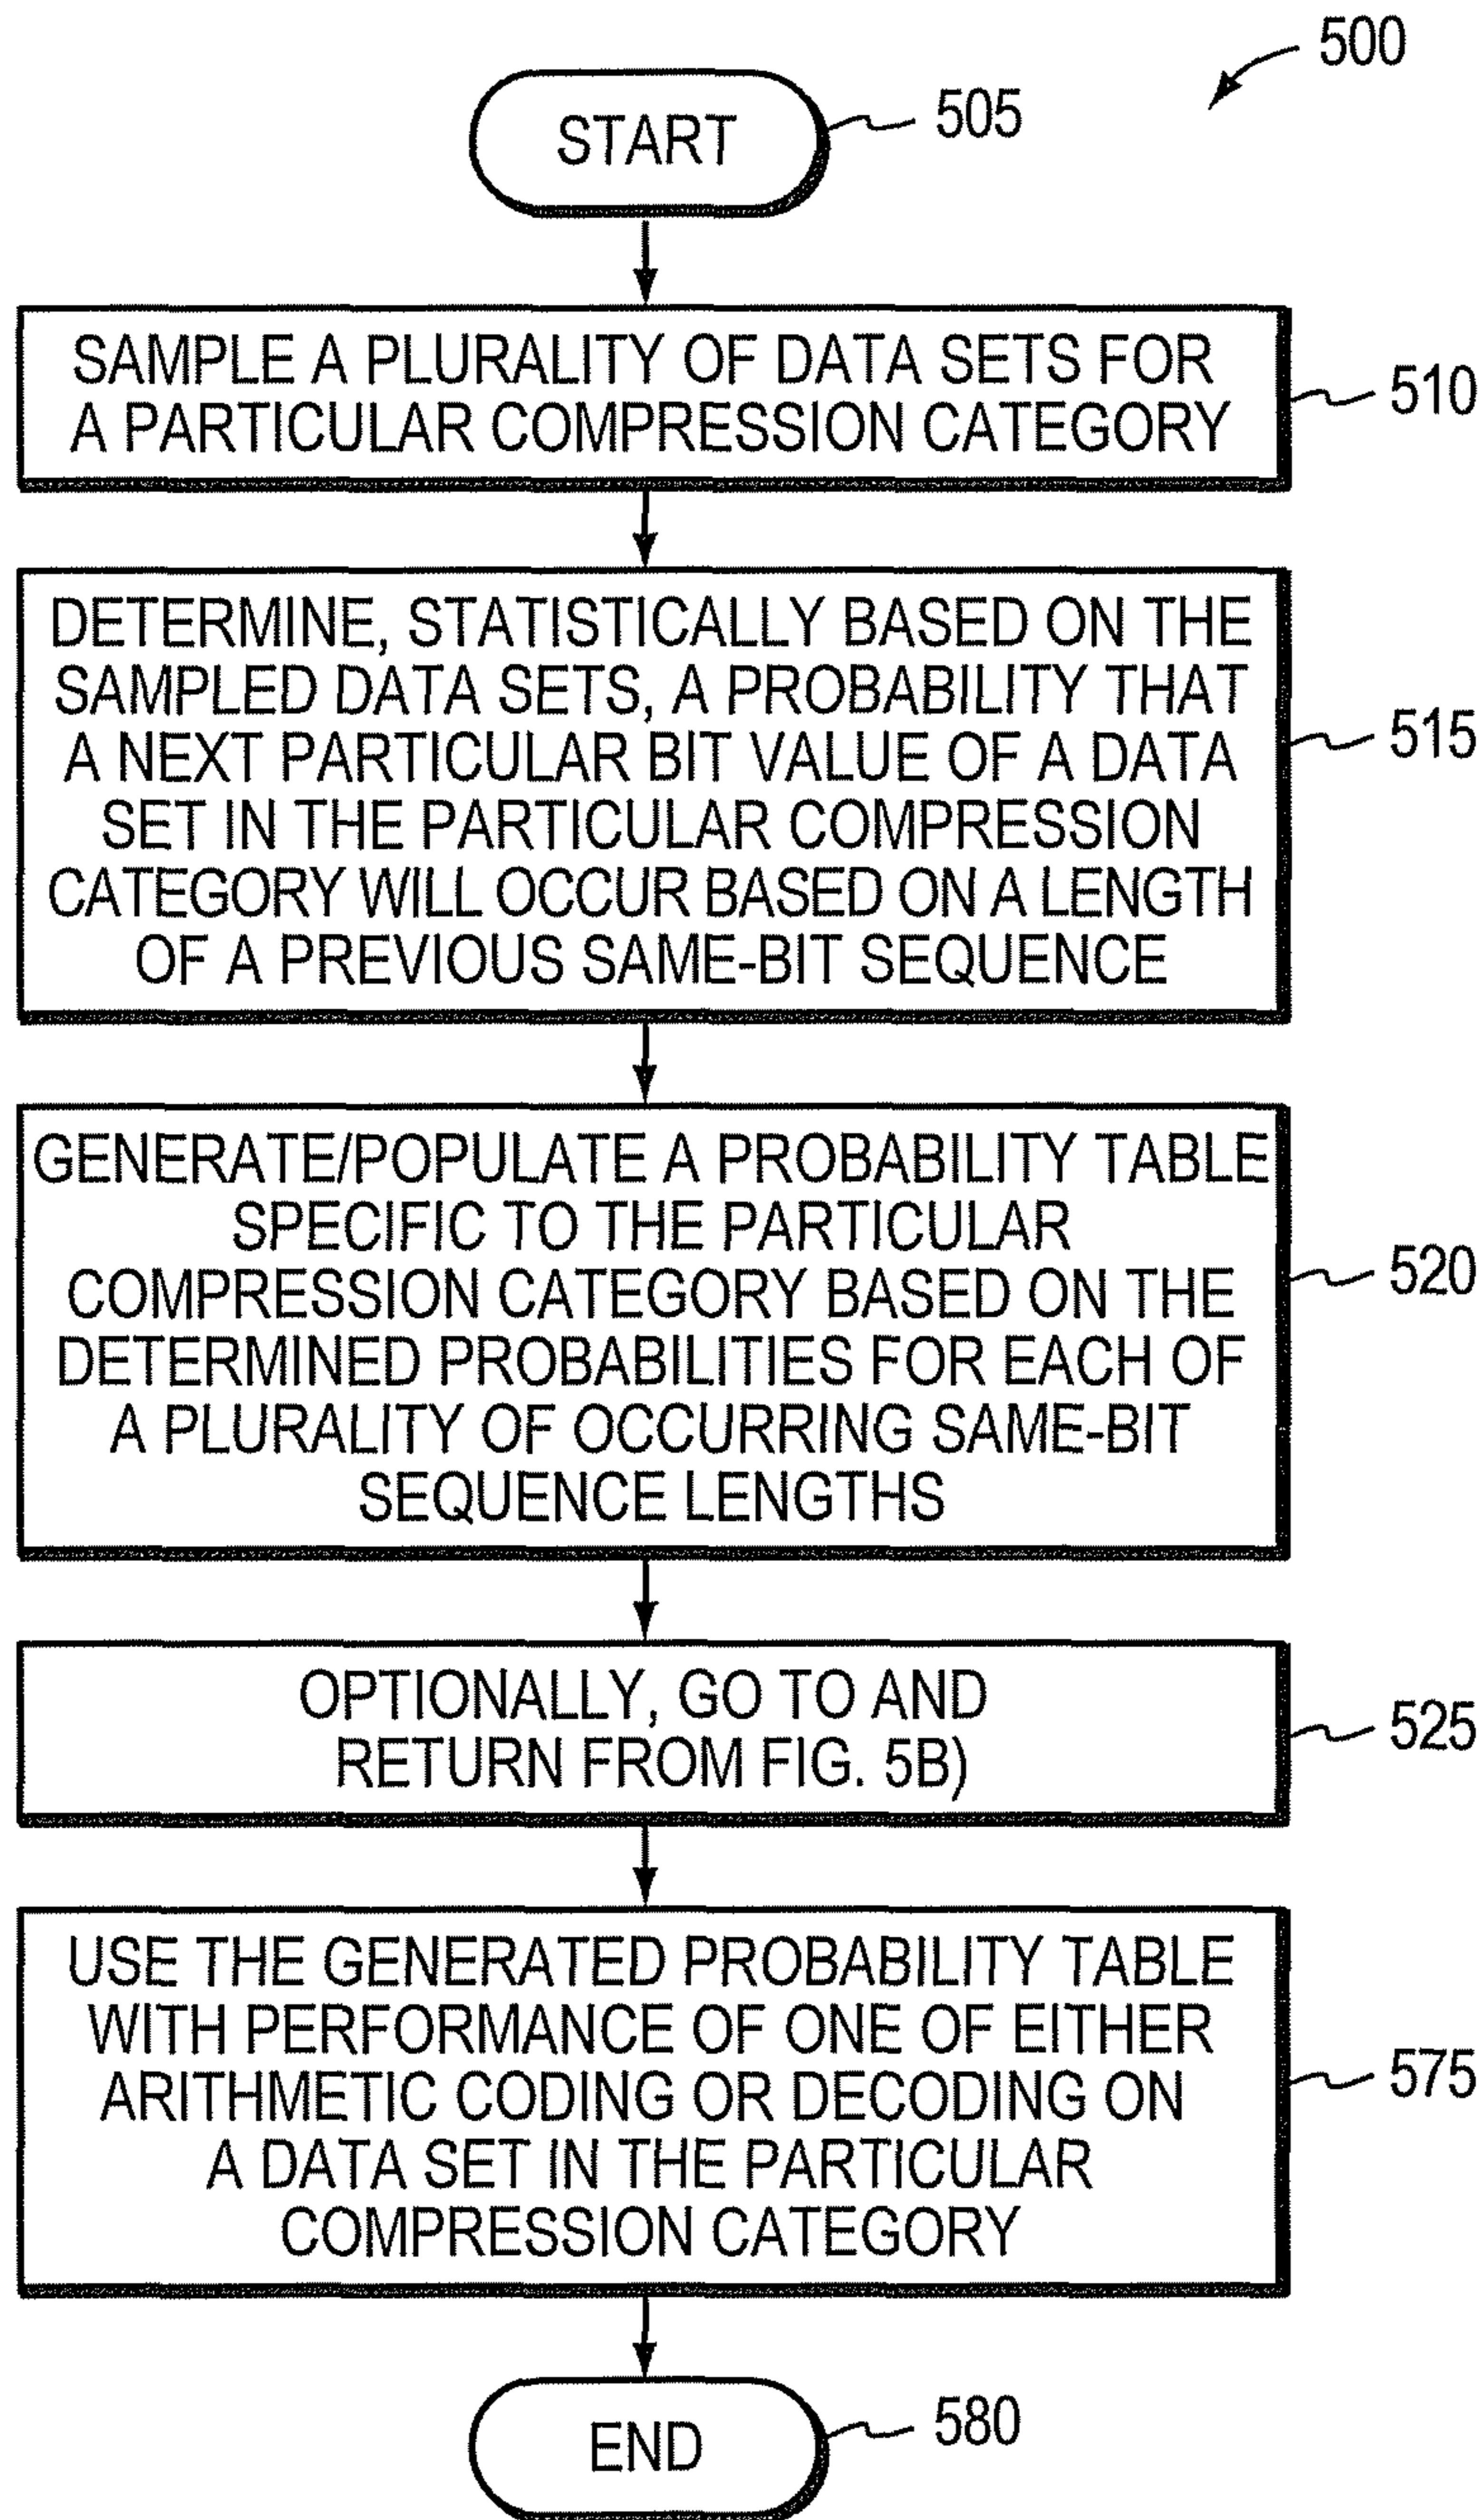 500
START
505
SAMPLE A PLURALITY OF DATA SETS FOR
A PARTICULAR COMPRESSION CATEGORY
510
DETERMINE, STATISTICALLY BASED ON THE
SAMPLED DATA SETS, A PROBABILITY THAT
A NEXT PARTICULAR BIT VALUE OF A DATA
SET IN THE PARTICULAR COMPRESSION
CATEGORY WILL OCCUR BASED ON A LENGTH
OF A PREVIOUS SAME-BIT SEQUENCE
515
GENERATE/POPULATE A PROBABILITY TABLE
SPECIFIC TO THE PARTICULAR
COMPRESSION CATEGORY BASED ON THE
DETERMINED PROBABILITIES FOR EACH OF
A PLURALITY OF OCCURRING SAME-BIT
SEQUENCE LENGTHS
520
OPTIONALLY, GO TO AND
RETURN FROM FIG. 5B)
525
USE THE GENERATED PROBABILITY TABLE
WITH PERFORMANCE OF ONE OF EITHER
ARITHMETIC CODING OR DECODING ON
A DATA SET IN THE PARTICULAR
COMPRESSION CATEGORY
575
END
580